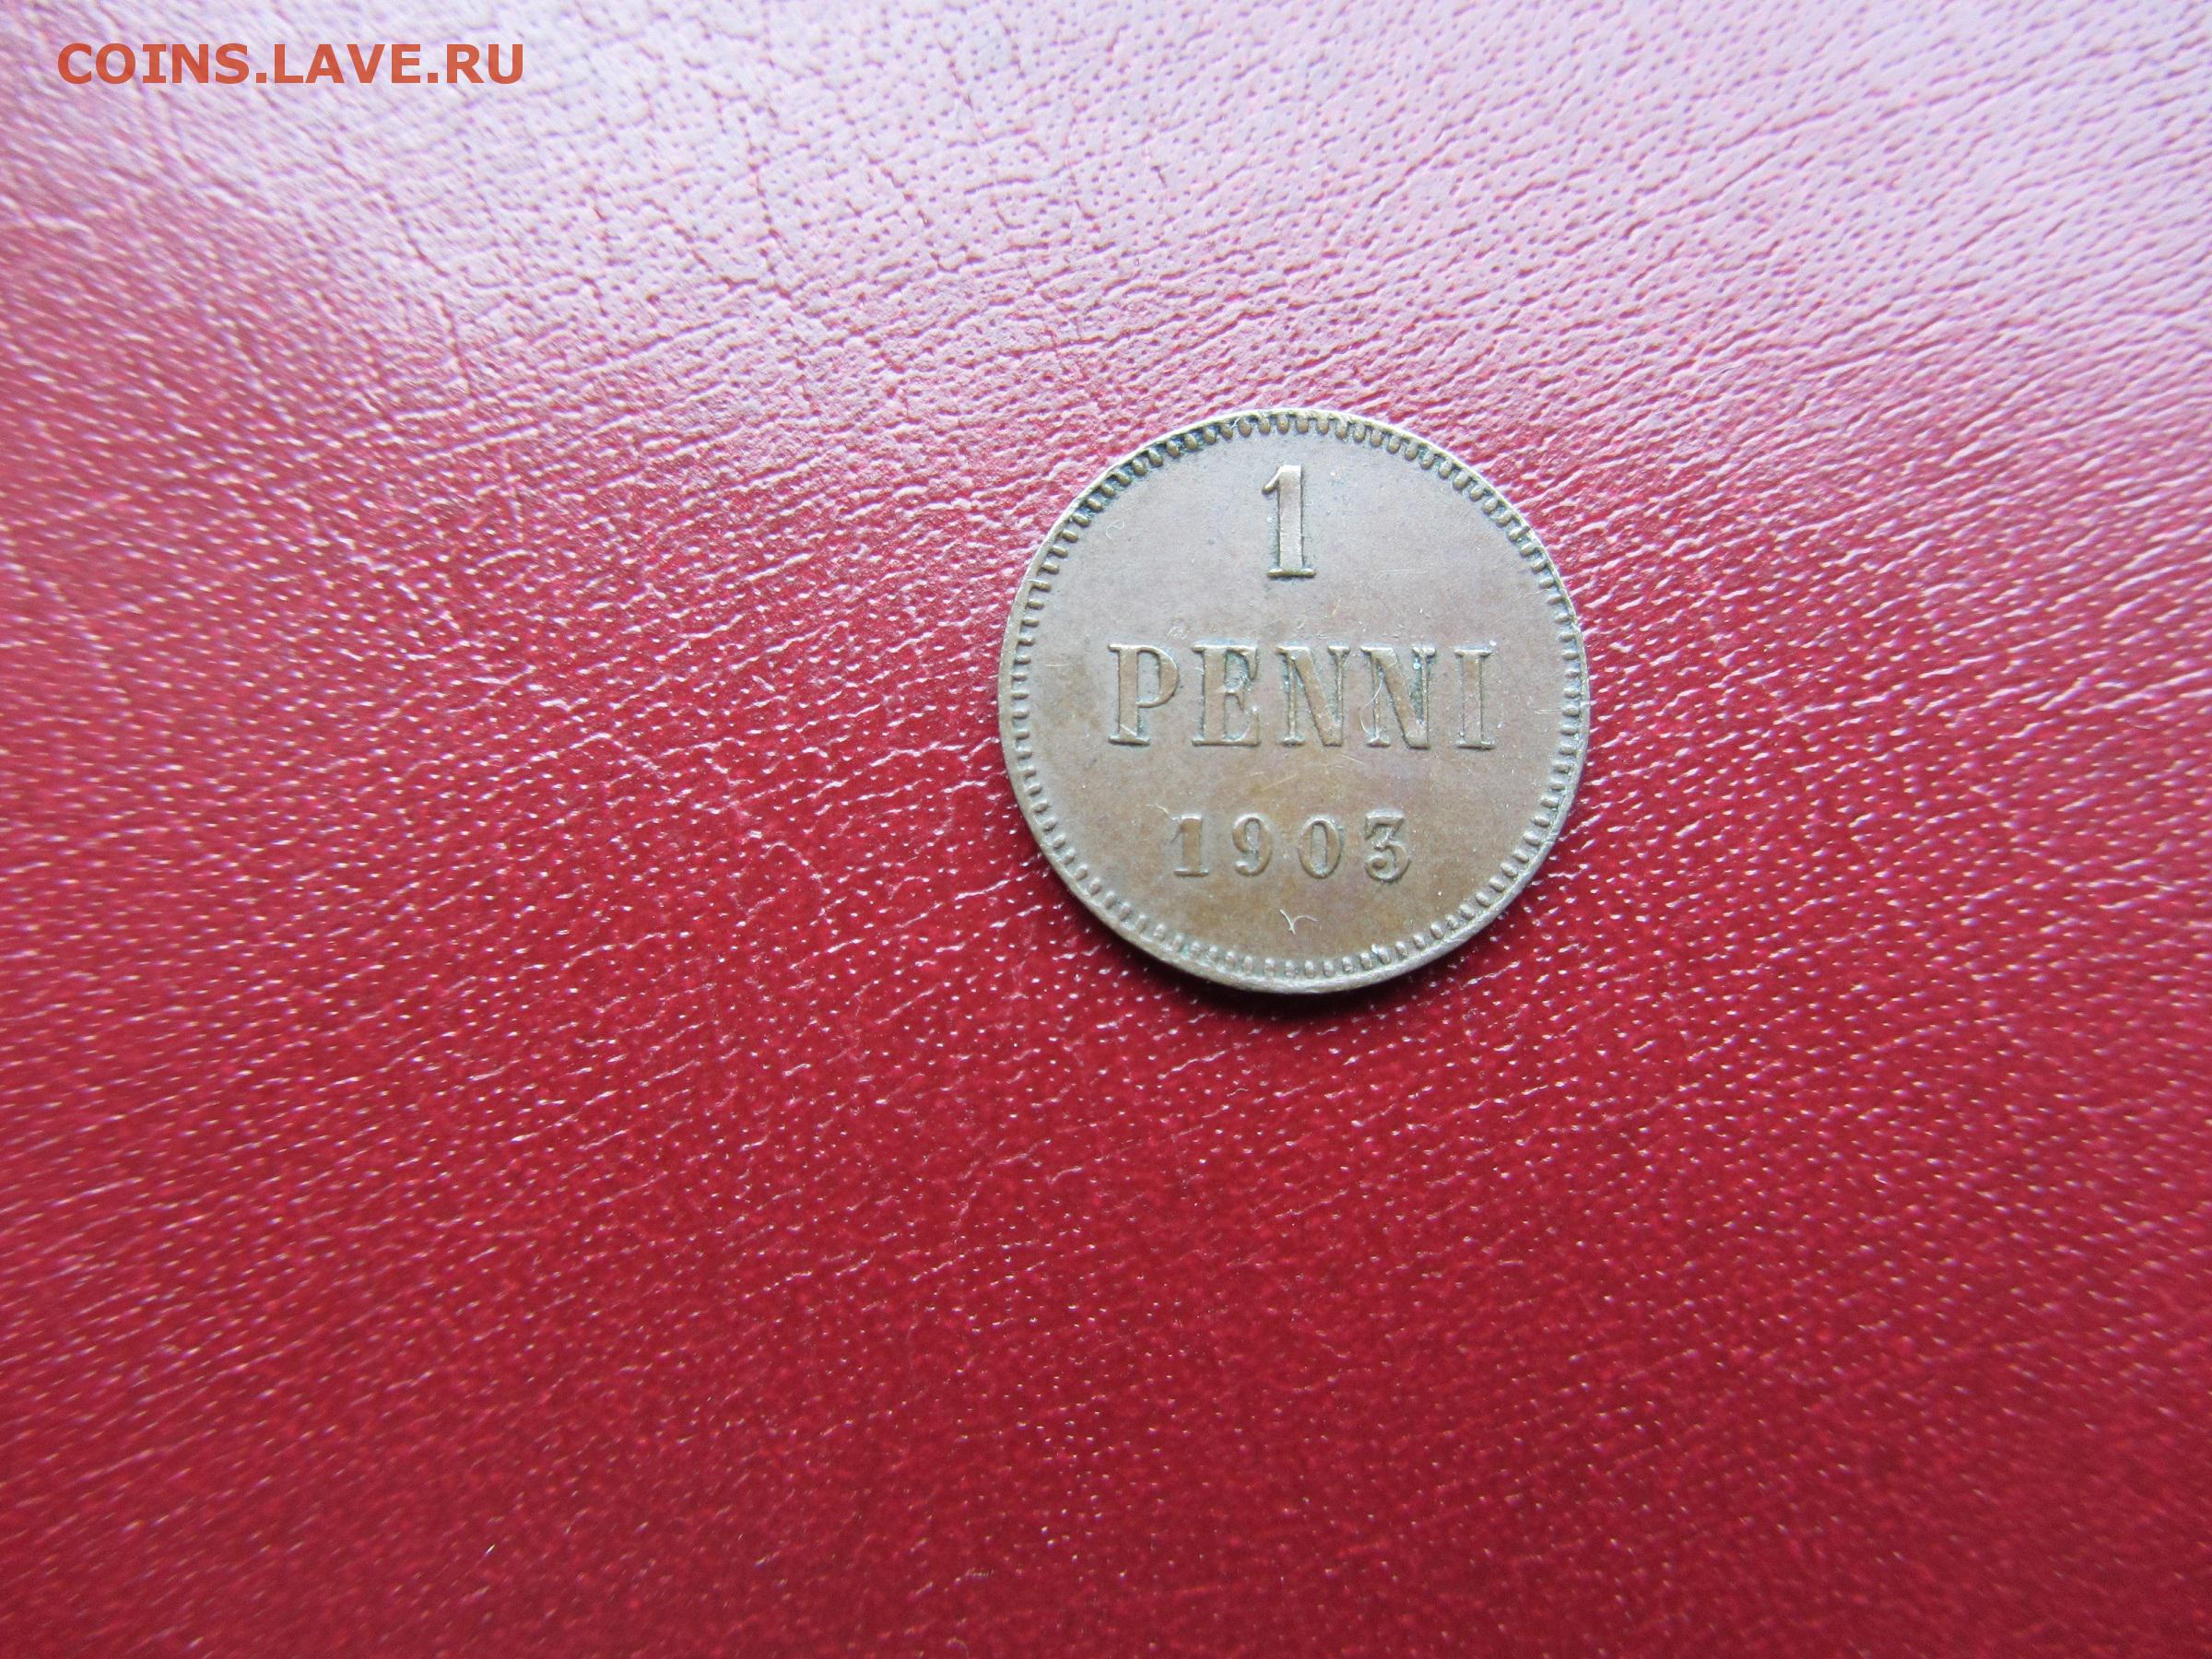 COINS.LAVE.RU
1
PENNI
1903